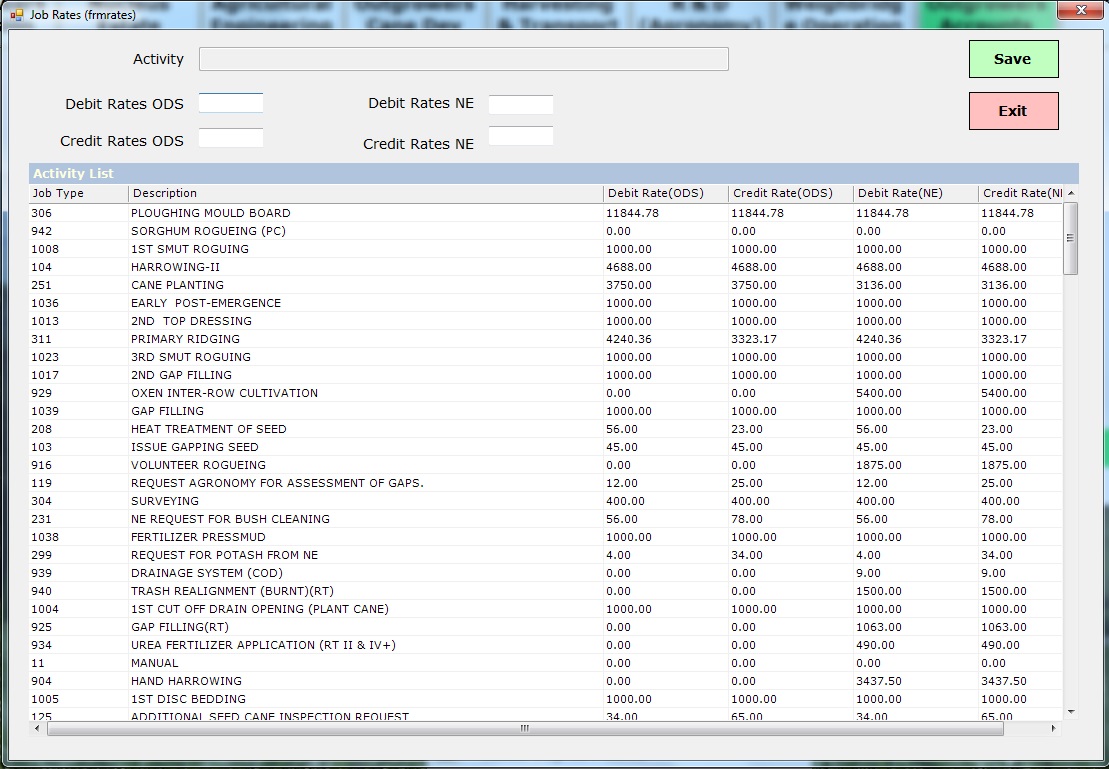 Agricultural Outgrowers Harvesting R & D Weighbridge Outgrowers
Engineering Cane Dev & Transport (Agronomy) Operation Accounts
Job Rates (frmrates)
Activity
Save
Debit Rates ODS Debit Rates NE
Exit
Credit Rates ODS Credit Rates NE
Activity List
Job Type Description Debit Rate(ODS) Credit Rate(ODS) Debit Rate(NE) Credit Rate(NE
306 PLOUGHING MOULD BOARD 11844.78 11844.78 11844.78 11844.78
942 SORGHUM ROGUEING (PC) 0.00 0.00 0.00 0.00
1008 1ST SMUT ROGUING 1000.00 1000.00 1000.00 1000.00
104 HARROWING-II 4688.00 4688.00 4688.00 4688.00
251 CANE PLANTING 3750.00 3750.00 3136.00 3136.00
1036 EARLY  POST-EMERGENCE 1000.00 1000.00 1000.00 1000.00
1013 2ND  TOP DRESSING 1000.00 1000.00 1000.00 1000.00
311 PRIMARY RIDGING 4240.36 3323.17 4240.36 3323.17
1023 3RD SMUT ROGUING 1000.00 1000.00 1000.00 1000.00
1017 2ND GAP FILLING 1000.00 1000.00 1000.00 1000.00
929 OXEN INTER-ROW CULTIVATION 0.00 0.00 5400.00 5400.00
1039 GAP FILLING 1000.00 1000.00 1000.00 1000.00
208 HEAT TREATMENT OF SEED 56.00 23.00 56.00 23.00
103 ISSUE GAPPING SEED 45.00 45.00 45.00 45.00
916 VOLUNTEER ROGUEING 0.00 0.00 1875.00 1875.00
119 REQUEST AGRONOMY FOR ASSESSMENT OF GAPS. 12.00 25.00 12.00 25.00
304 SURVEYING 400.00 400.00 400.00 400.00
231 NE REQUEST FOR BUSH CLEANING 56.00 78.00 56.00 78.00
1038 FERTILIZER PRESSMUD 1000.00 1000.00 1000.00 1000.00
299 REQUEST FOR POTASH FROM NE 4.00 34.00 4.00 34.00
939 DRAINAGE SYSTEM (COD) 0.00 0.00 9.00 9.00
940 TRASH REALIGNMENT (BURNT)(RT) 0.00 0.00 1500.00 1500.00
1004 1ST CUT OFF DRAIN OPENING (PLANT CANE) 1000.00 1000.00 1000.00 1000.00
925 GAP FILLING(RT) 0.00 0.00 1063.00 1063.00
934 UREA FERTILIZER APPLICATION (RT II & IV+) 0.00 0.00 490.00 490.00
11 MANUAL 0.00 0.00 0.00 0.00
904 HAND HARROWING 0.00 0.00 3437.50 3437.50
1005 1ST DISC BEDDING 1000.00 1000.00 1000.00 1000.00
125 ADDITIONAL SEED CANE INSPECTION REQUEST 34.00 65.00 34.00 65.00